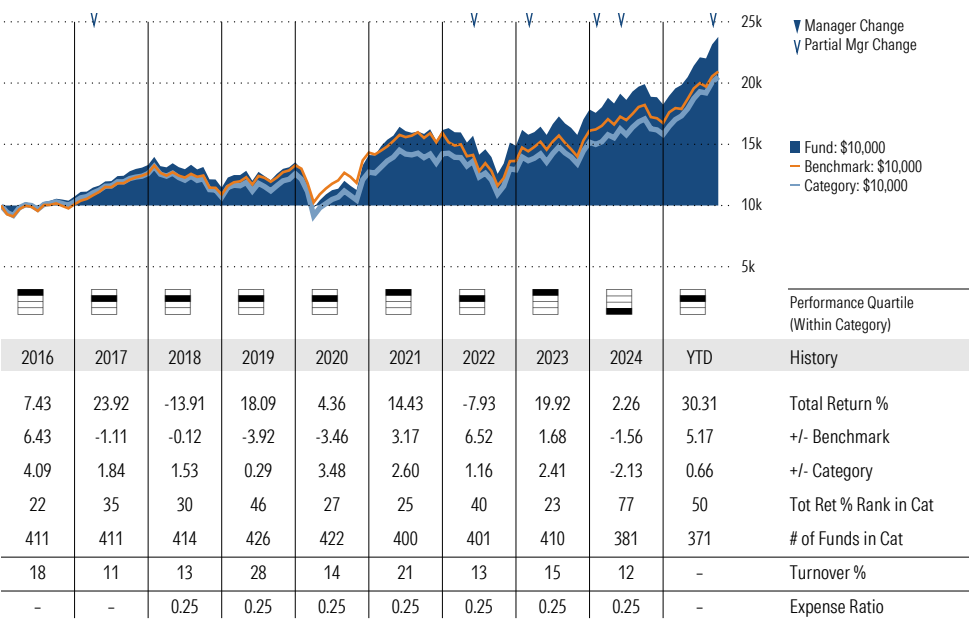 25k
▼ Manager Change
∨ Partial Mgr Change
20k
15k
Fund: $10,000
Benchmark: $10,000
Category: $10,000
10k
5k
Performance Quartile
(Within Category)
2016 2017 2018 2019 2020 2021 2022 2023 2024 YTD History
7.43 23.92 -13.91 18.09 4.36 14.43 -7.93 19.92 2.26 30.31 Total Return %
6.43 -1.11 -0.12 -3.92 -3.46 3.17 6.52 1.68 -1.56 5.17 +/- Benchmark
4.09 1.84 1.53 0.29 3.48 2.60 1.16 2.41 -2.13 0.66 +/- Category
22 35 30 46 27 25 40 23 77 50 Tot Ret % Rank in Cat
411 411 414 426 422 400 401 410 381 371 # of Funds in Cat
18 11 13 28 14 21 13 15 12 – Turnover %
– – 0.25 0.25 0.25 0.25 0.25 0.25 0.25 – Expense Ratio